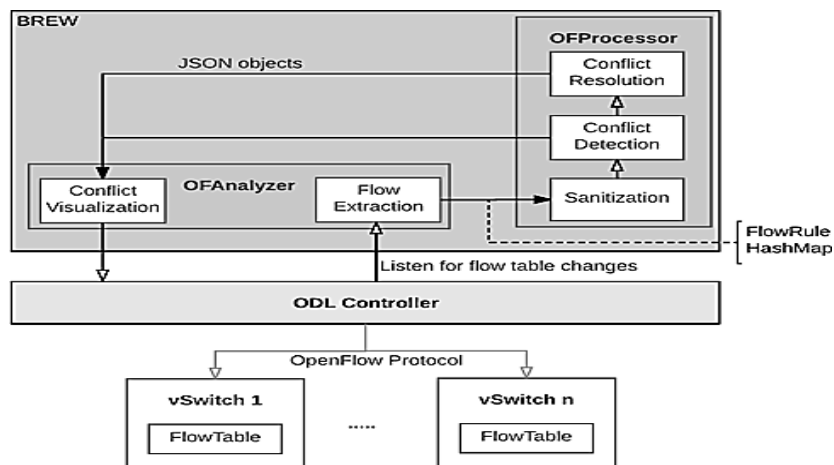 BREW
OFProcessor
JSON objects
Conflict
Resolution
Conflict
Detection
OFAnalyzer
Conflict
Visualization
Flow
Extraction
Sanitization
FlowRule
HashMap
Listen for flow table changes
ODL Controller
OpenFlow Protocol
vSwitch 1
FlowTable
.....
vSwitch n
FlowTable